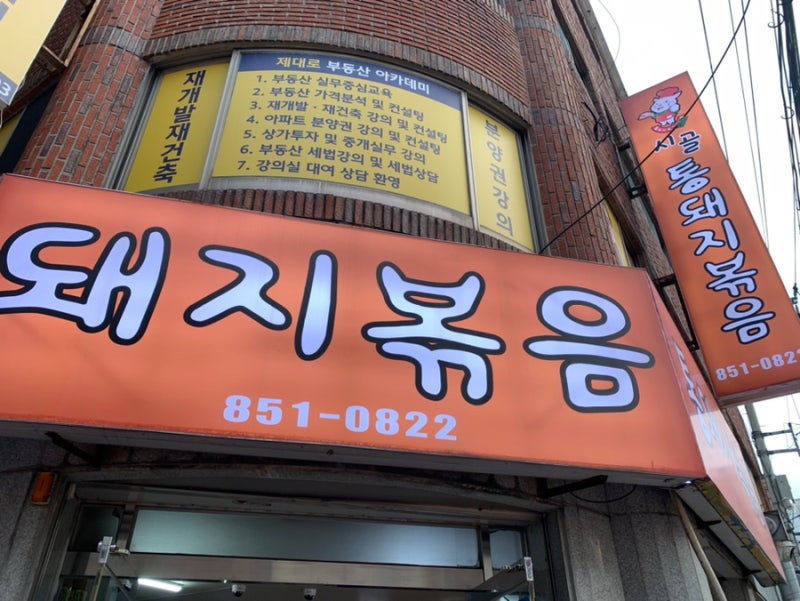 재개발재건축
제대로 부동산 아카데미
1. 부동산 실무중심교육
2. 부동산 가격분석 및 컨설팅
3. 재개발 · 재건축 강의 및 컨설팅
4. 아파트 분양권 강의 및 컨설팅
5. 상가투자 및 중개실무 강의
6. 부동산 세법강의 및 세법상담
7. 강의실 대여 상담 환영
분양권강의
돼지볶음
851-0822
시골
통돼지볶음
851-0822